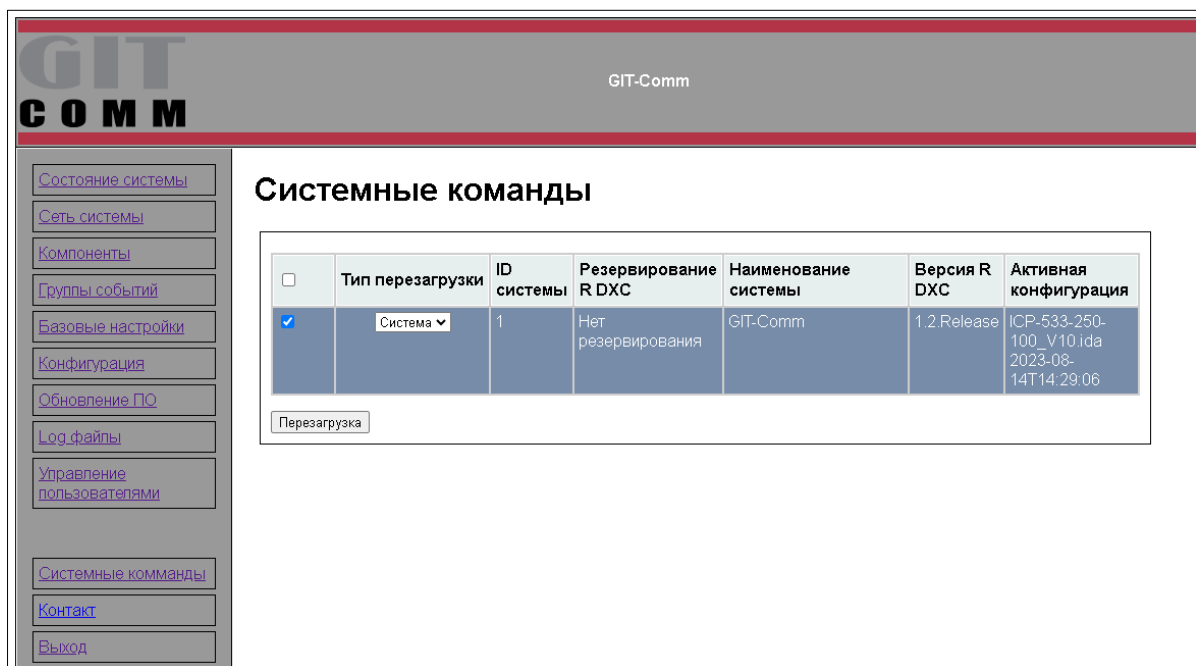 GIT
COMM
GIT-Comm
Состояние системы
Сеть системы
Компоненты
Группы событий
Базовые настройки
Конфигурация
Обновление ПО
Log файлы
Управление
пользователями
Системные комманды
Контакт
Выход
Системные команды
Тип перезагрузки
ID
системы
Резервирование
R DXC
Наименование
системы
Версия R
DXC
Активная
конфигурация
Система
1
Нет
резервирования
GIT-Comm
1.2.Release
ICP-533-250-
100_V10.ida
2023-08-
14T14:29:06
Перезагрузка